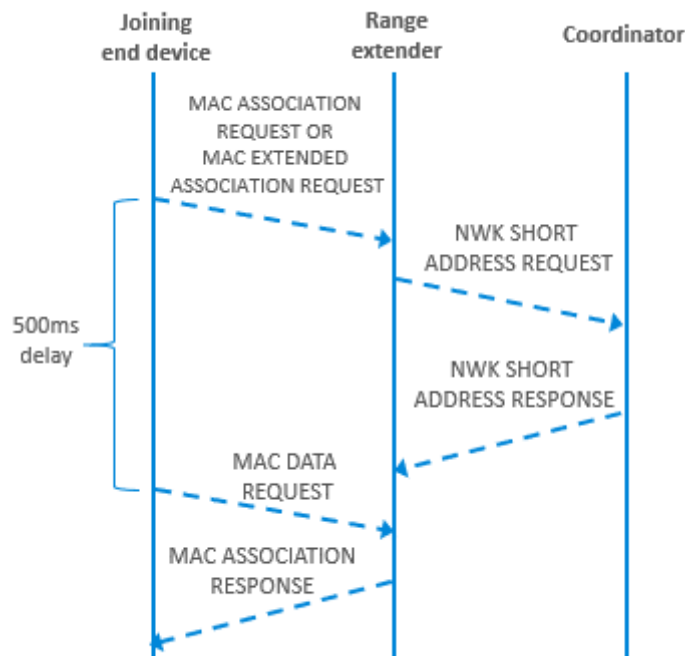 Joining
end device
Range
extender
Coordinator
MAC ASSOCIATION
REQUEST OR
MAC EXTENDED
ASSOCIATION REQUEST
NWK SHORT
ADDRESS REQUEST
500ms
delay
NWK SHORT
ADDRESS RESPONSE
MAC DATA
REQUEST
MAC ASSOCIATION
RESPONSE